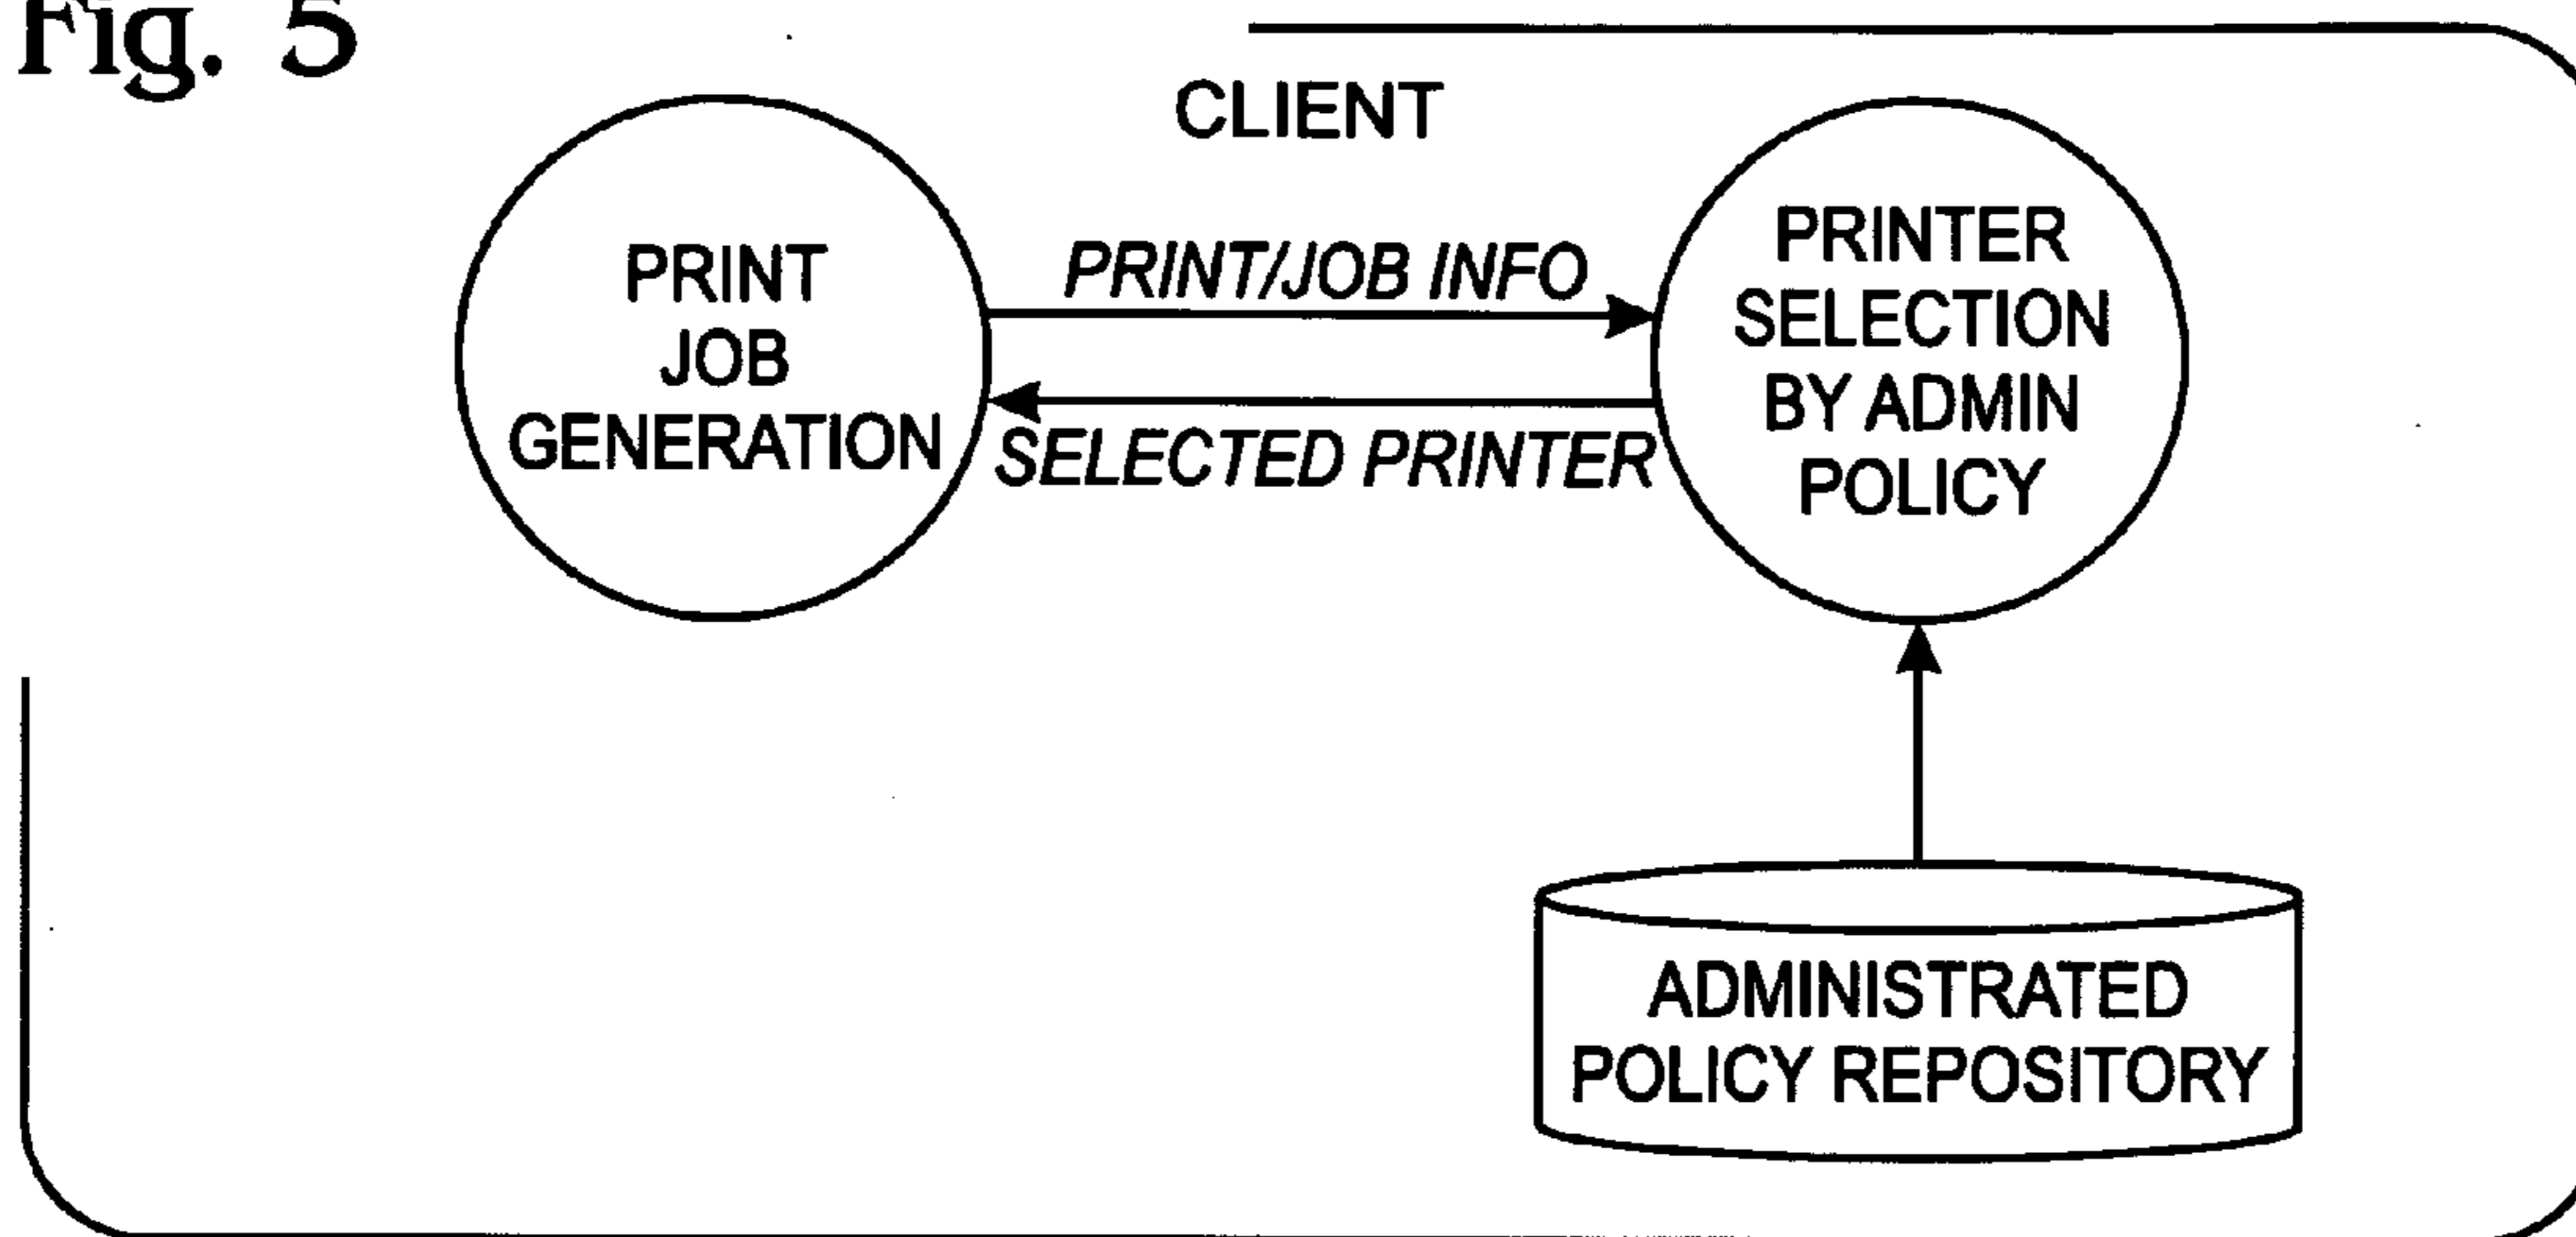 Fig. 5
CLIENT
PRINT
JOB
GENERATION
PRINT/JOB INFO
SELECTED PRINTER
PRINTER
SELECTION
BY ADMIN
POLICY
ADMINISTRATED
POLICY REPOSITORY